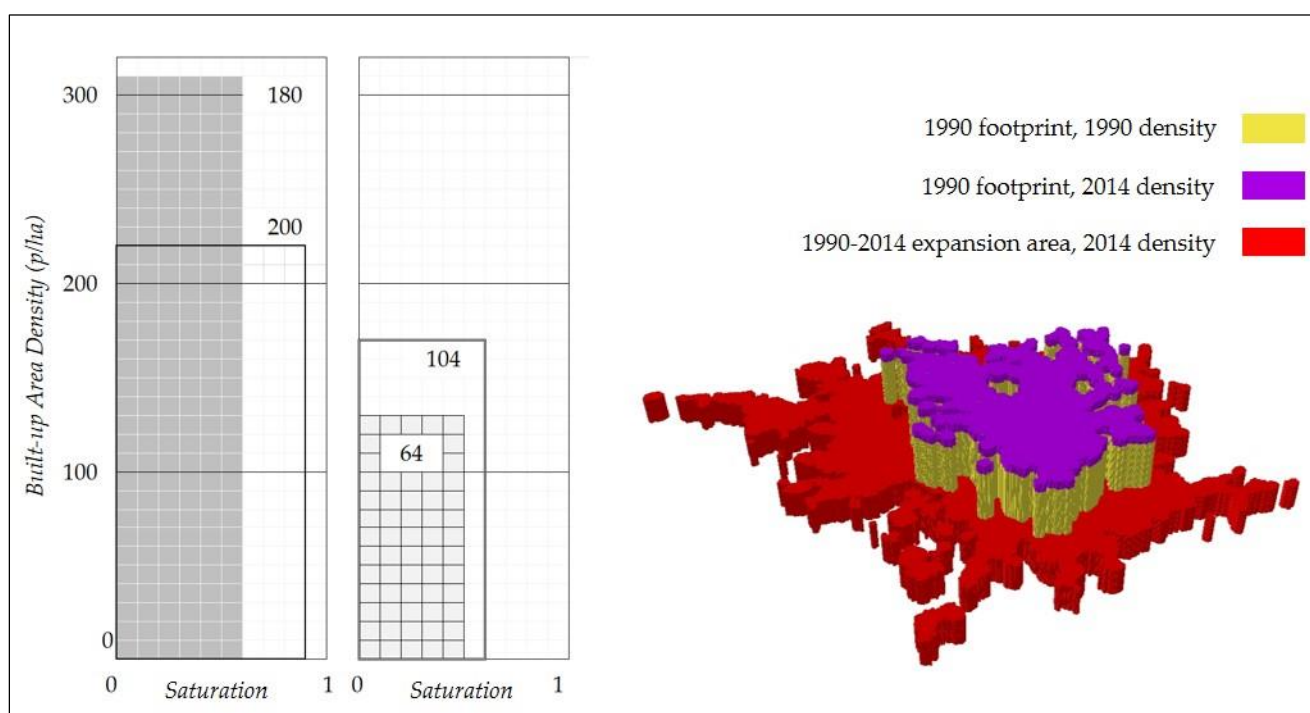 300
200
100
0
Built-up Area Density (p/ha)
180
200
0
Saturation
1
104
64
0
Saturation
1
1990 footprint, 1990 density
1990 footprint, 2014 density
1990-2014 expansion area, 2014 density